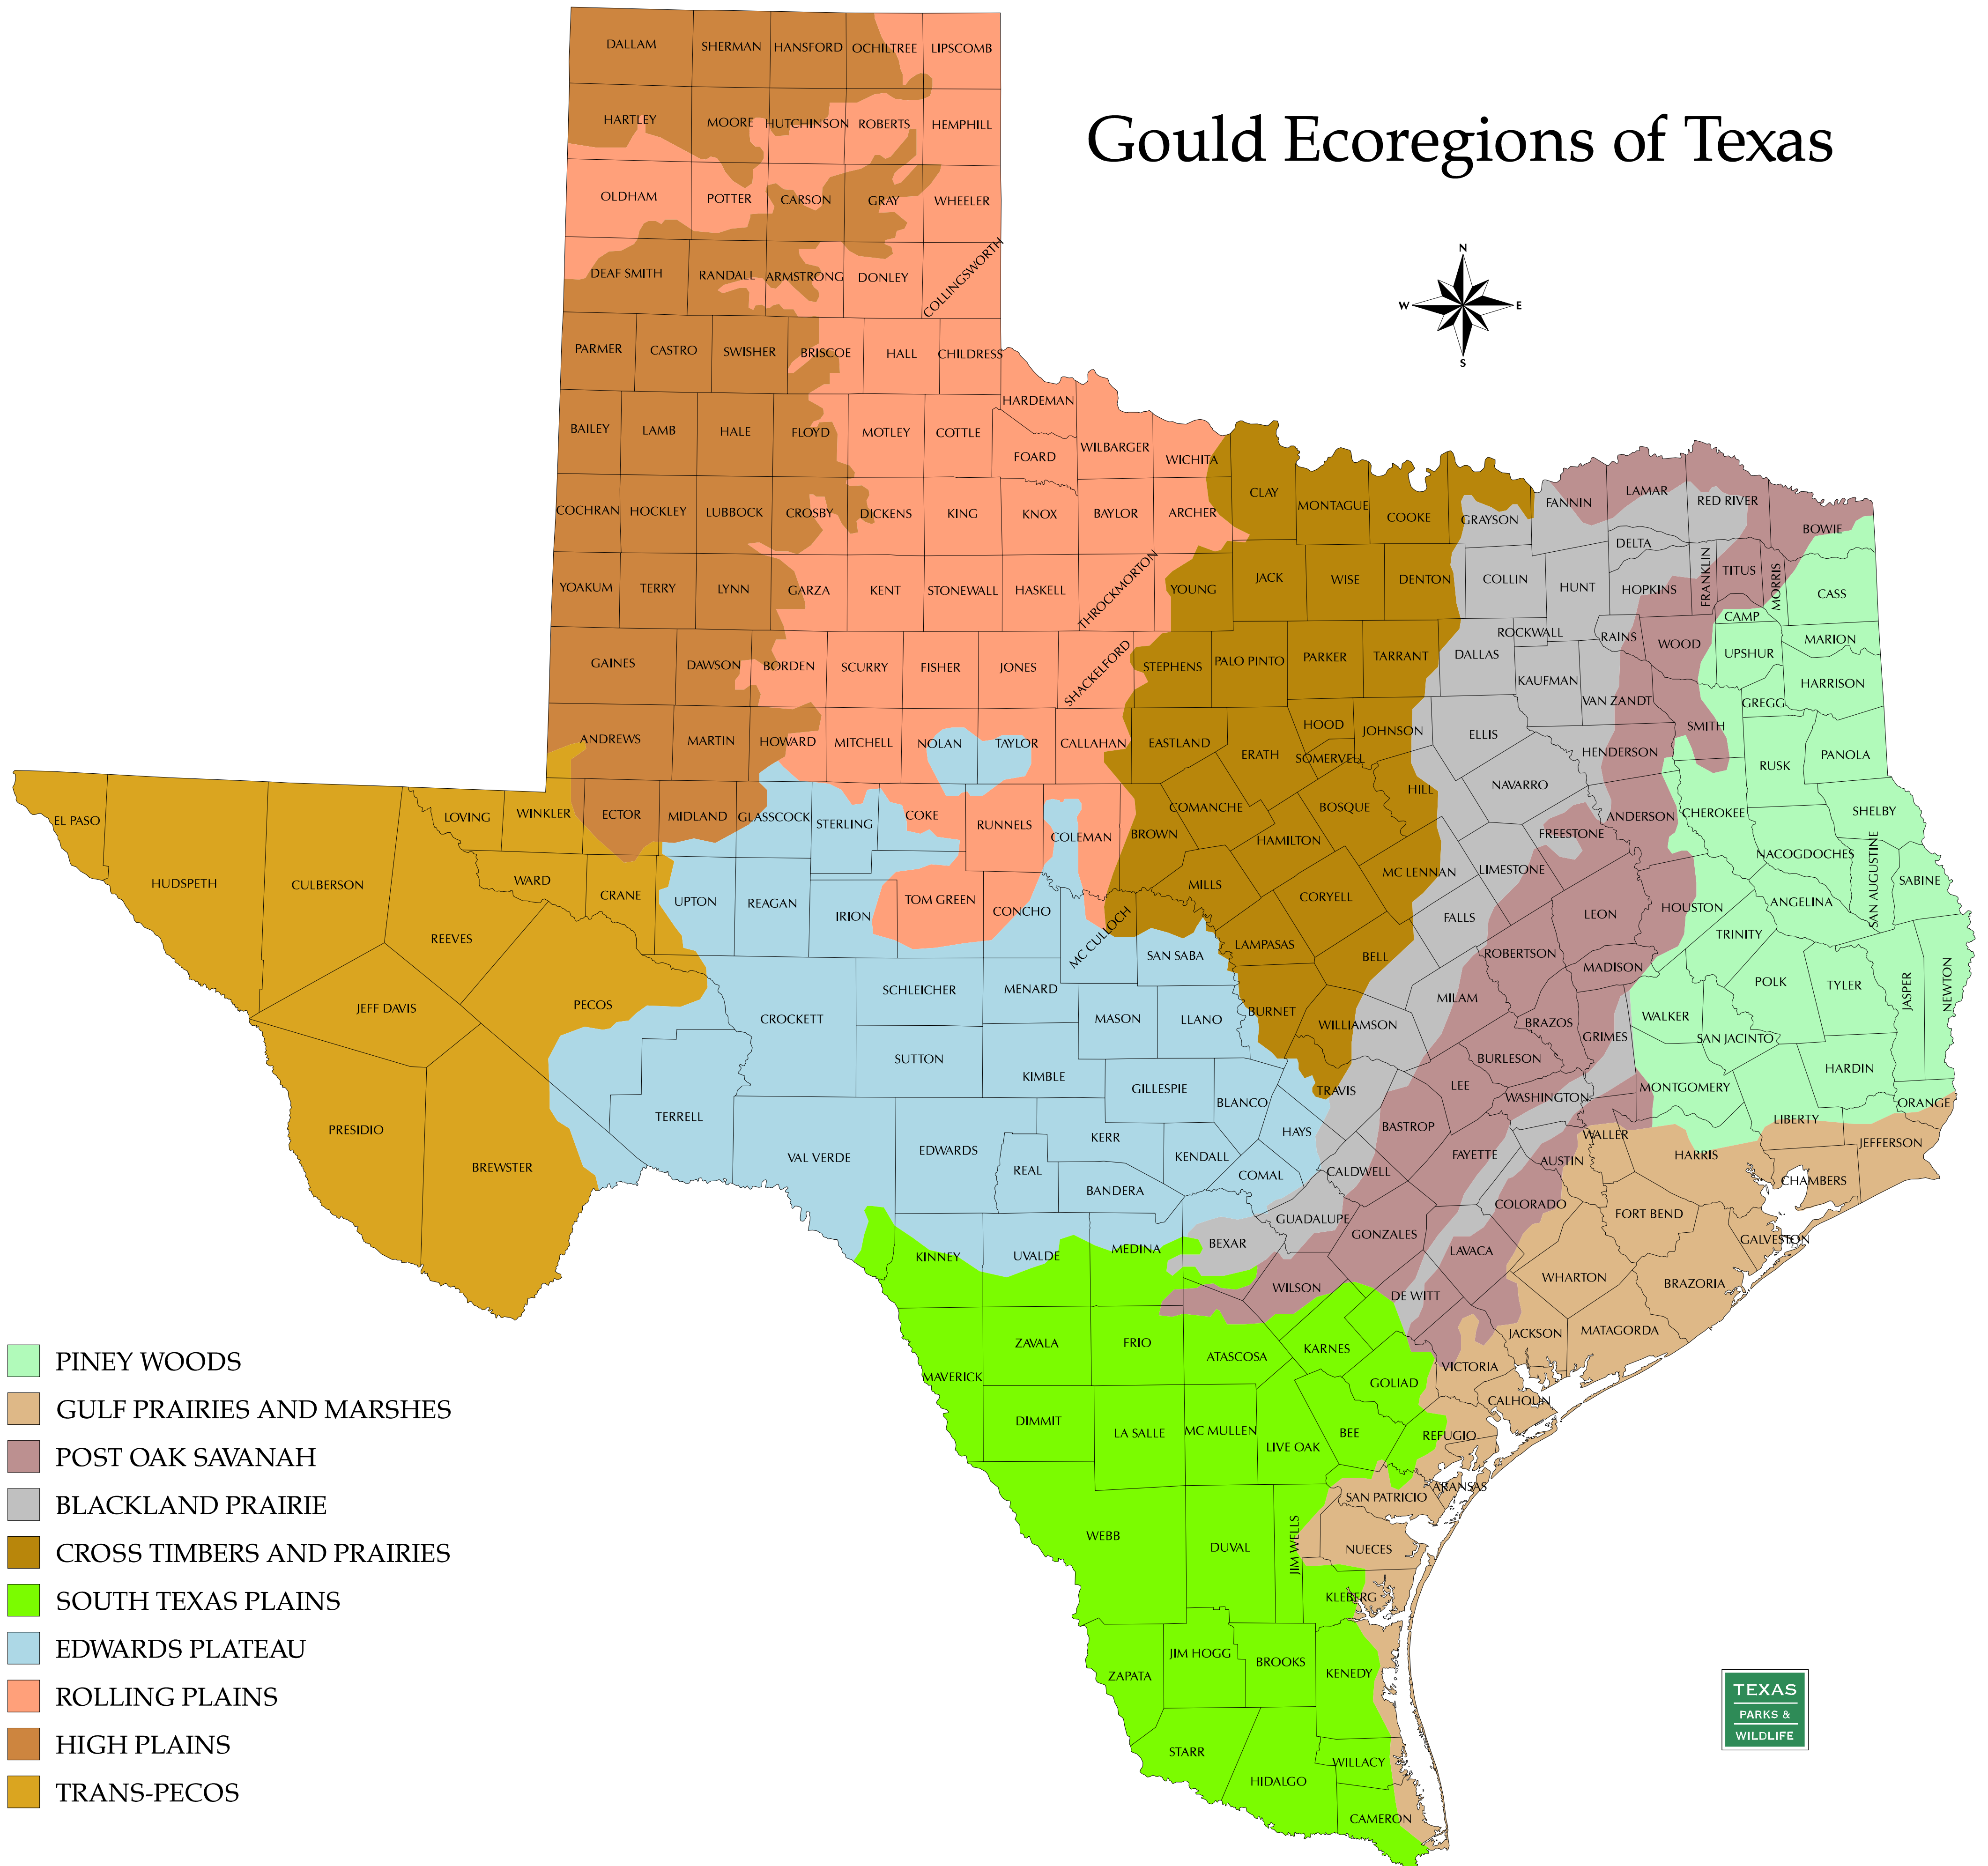 Gould Ecoregions of Texas
N
W
E
S
DALLAM
SHERMAN
HANSFORD
OCHILTREE
LIPSCOMB
HARTLEY
MOORE
HUTCHINSON
ROBERTS
HEMPHILL
OLDHAM
POTTER
CARSON
GRAY
WHEELER
DEAF SMITH
RANDALL
ARMSTRONG
DONLEY
COLLINGSWORTH
PARMER
CASTRO
SWISHER
BRISCOE
HALL
CHILDRESS
HARDEMAN
BAILEY
LAMB
HALE
FLOYD
MOTLEY
COTTLE
FOARD
WILBARGER
WICHITA
COCHRAN
HOCKLEY
LUBBOCK
CROSBY
DICKENS
KING
KNOX
BAYLOR
ARCHER
CLAY
MONTAGUE
COOKE
GRAYSON
FANNIN
LAMAR
RED RIVER
BOWIE
YOAKUM
TERRY
LYNN
GARZA
KENT
STONEWALL
HASKELL
THROCKMORTON
YOUNG
JACK
WISE
DENTON
COLLIN
HUNT
DELTA
HOPKINS
FRANKLIN
TITUS
MORRIS
CASS
CAMP
GAINES
DAWSON
BORDEN
SCURRY
FISHER
JONES
SHACKELFORD
STEPHENS
PALO PINTO
PARKER
TARRANT
DALLAS
ROCKWALL
KAUFMAN
RAINS
WOOD
UPSHUR
MARION
HARRISON
VAN ZANDT
SMITH
GREGG
ANDREWS
MARTIN
HOWARD
MITCHELL
NOLAN
TAYLOR
CALLAHAN
EASTLAND
ERATH
HOOD
SOMERVELL
JOHNSON
ELLIS
HENDERSON
NAVARRO
RUSK
PANOLA
EL PASO
HUDSPETH
CULBERSON
LOVING
WINKLER
ECTOR
MIDLAND
GLASSCOCK
STERLING
COKE
RUNNELS
COLEMAN
BROWN
COMANCHE
HAMILTON
BOSQUE
HILL
FREESTONE
ANDERSON
CHEROKEE
SHELBY
NACOGDOCHES
SAN AUGUSTINE
SABINE
REEVES
WARD
CRANE
UPTON
REAGAN
IRION
TOM GREEN
CONCHO
MC CULLOCH
MILLS
LAMPASAS
CORYELL
MC LENNAN
LIMESTONE
FALLS
LEON
HOUSTON
ANGELINA
TRINITY
SAN SABA
BELL
ROBERTSON
MADISON
POLK
TYLER
JASPER
NEWTON
JEFF DAVIS
PECOS
CROCKETT
SCHLEICHER
MENARD
MASON
LLANO
BURNET
WILLIAMSON
MILAM
BRAZOS
GRIMES
WALKER
SAN JACINTO
SUTTON
KIMBLE
GILLESPIE
BLANCO
TRAVIS
LEE
BURLESON
WASHINGTON
MONTGOMERY
HARDIN
LIBERTY
ORANGE
PRESIDIO
BREWSTER
TERRELL
VAL VERDE
EDWARDS
REAL
KERR
KENDALL
BANDERA
COMAL
HAYS
BASTROP
CALDWELL
FAYETTE
AUSTIN
WALLER
HARRIS
CHAMBERS
JEFFERSON
KINNEY
UVALDE
MEDINA
BEXAR
GUADALUPE
GONZALES
LAVACA
COLORADO
FORT BEND
GALVESTON
WHARTON
BRAZORIA
WILSON
DE WITT
JACKSON
MATAGORDA
MAVERICK
ZAVALA
FRIO
ATASCOSA
KARNES
GOLIAD
VICTORIA
CALHOUN
DIMMIT
LA SALLE
MC MULLEN
LIVE OAK
BEE
REFUGIO
ARANSAS
SAN PATRICIO
WEBB
DUVAL
JIM WELLS
NUECES
KLEBERG
ZAPATA
JIM HOGG
BROOKS
KENEDY
STARR
HIDALGO
WILLACY
CAMERON
PINEY WOODS
GULF PRAIRIES AND MARSHES
POST OAK SAVANAH
BLACKLAND PRAIRIE
CROSS TIMBERS AND PRAIRIES
SOUTH TEXAS PLAINS
EDWARDS PLATEAU
ROLLING PLAINS
HIGH PLAINS
TRANS-PECOS
TEXAS
PARKS &
WILDLIFE